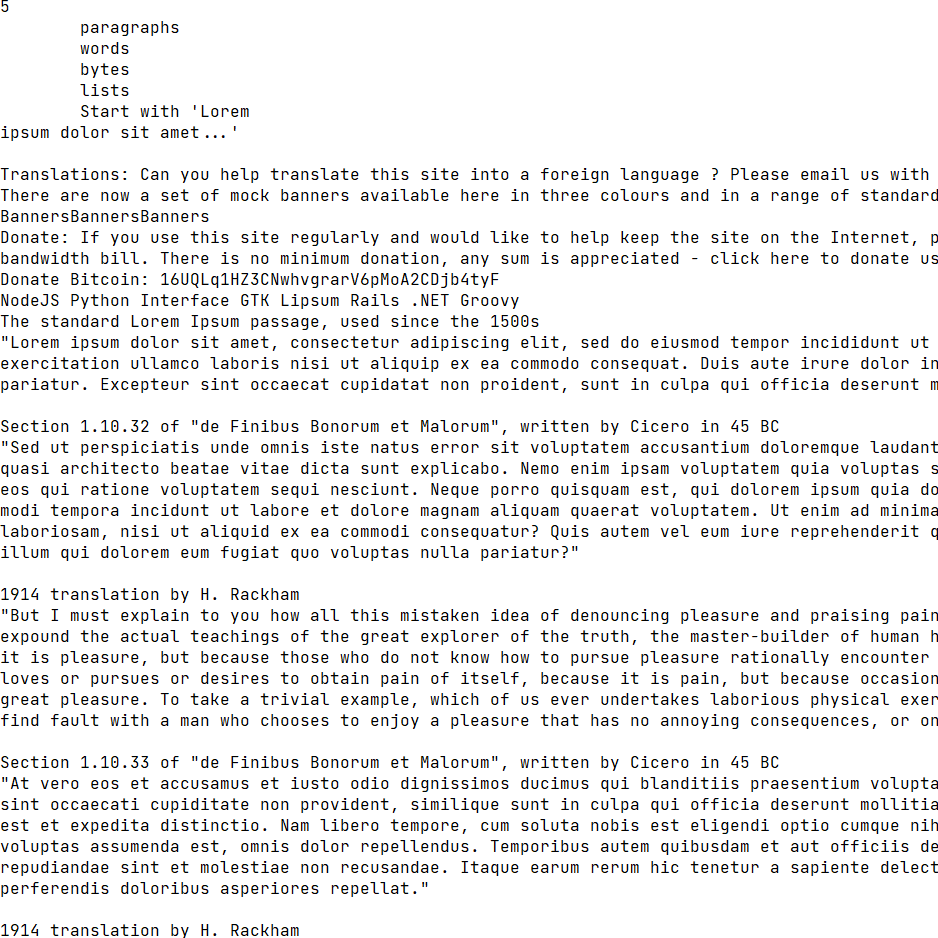 5
paragraphs
words
bytes
lists
Start with 'Lorem
ipsum dolor sit amet...'
Translations: Can you help translate this site into a foreign language ? Please email us with
There are now a set of mock banners available here in three colours and in a range of standard
BannersBannersBanners
Donate: If you use this site regularly and would like to help keep the site on the Internet, p
bandwidth bill. There is no minimum donation, any sum is appreciated - click here to donate us
Donate Bitcoin: 16UQLq1HZ3CNwhvgrarV6pMoA2CDjb4tyF
NodeJS Python Interface GTK Lipsum Rails .NET Groovy
The standard Lorem Ipsum passage, used since the 1500s
"Lorem ipsum dolor sit amet, consectetur adipiscing elit, sed do eiusmod tempor incididunt ut
exercitation ullamco laboris nisi ut aliquip ex ea commodo consequat. Duis aute irure dolor in
pariatur. Excepteur sint occaecat cupidatat non proident, sunt in culpa qui officia deserunt m
Section 1.10.32 of "de Finibus Bonorum et Malorum", written by Cicero in 45 BC
"Sed ut perspiciatis unde omnis iste natus error sit voluptatem accusantium doloremque laudant
quasi architecto beatae vitae dicta sunt explicabo. Nemo enim ipsam voluptatem quia voluptas s
eos qui ratione voluptatem sequi nesciunt. Neque porro quisquam est, qui dolorem ipsum quia do
modi tempora incidunt ut labore et dolore magnam aliquam quaerat voluptatem. Ut enim ad minima
laboriosam, nisi ut aliquid ex ea commodi consequatur? Quis autem vel eum iure reprehenderit q
illum qui dolorem eum fugiat quo voluptas nulla pariatur?"
1914 translation by H. Rackham
"But I must explain to you how all this mistaken idea of denouncing pleasure and praising pain
expound the actual teachings of the great explorer of the truth, the master-builder of human h
it is pleasure, but because those who do not know how to pursue pleasure rationally encounter
loves or pursues or desires to obtain pain of itself, because it is pain, but because occasion
great pleasure. To take a trivial example, which of us ever undertakes laborious physical exer
find fault with a man who chooses to enjoy a pleasure that has no annoying consequences, or on
Section 1.10.33 of "de Finibus Bonorum et Malorum", written by Cicero in 45 BC
"At vero eos et accusamus et iusto odio dignissimos ducimus qui blanditiis praesentium volupta
sint occaecati cupiditate non provident, similique sunt in culpa qui officia deserunt mollitia
est et expedita distinctio. Nam libero tempore, cum soluta nobis est eligendi optio cumque nih
voluptas assumenda est, omnis dolor repellendus. Temporibus autem quibusdam et aut officiis de
repudiandae sint et molestiae non recusandae. Itaque earum rerum hic tenetur a sapiente delect
perferendis doloribus asperiores repellat."
1914 translation by H. Rackham